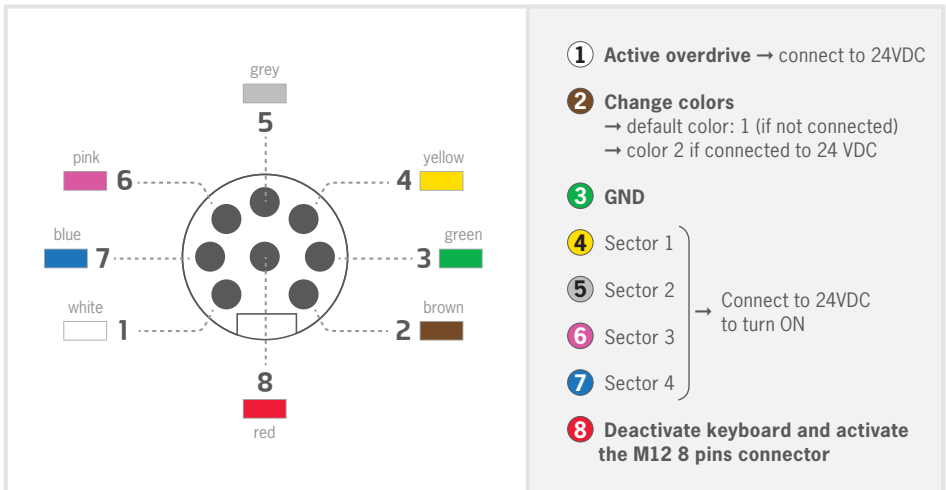 grey
5
pink
6
yellow
4
blue
7
green
3
white
1
brown
2
8
red
1 Active overdrive → connect to 24VDC
2 Change colors
→ default color: 1 (if not connected)
→ color 2 if connected to 24 VDC
3 GND
4 Sector 1
5 Sector 2
6 Sector 3
7 Sector 4
→ Connect to 24VDC
to turn ON
8 Deactivate keyboard and activate
the M12 8 pins connector